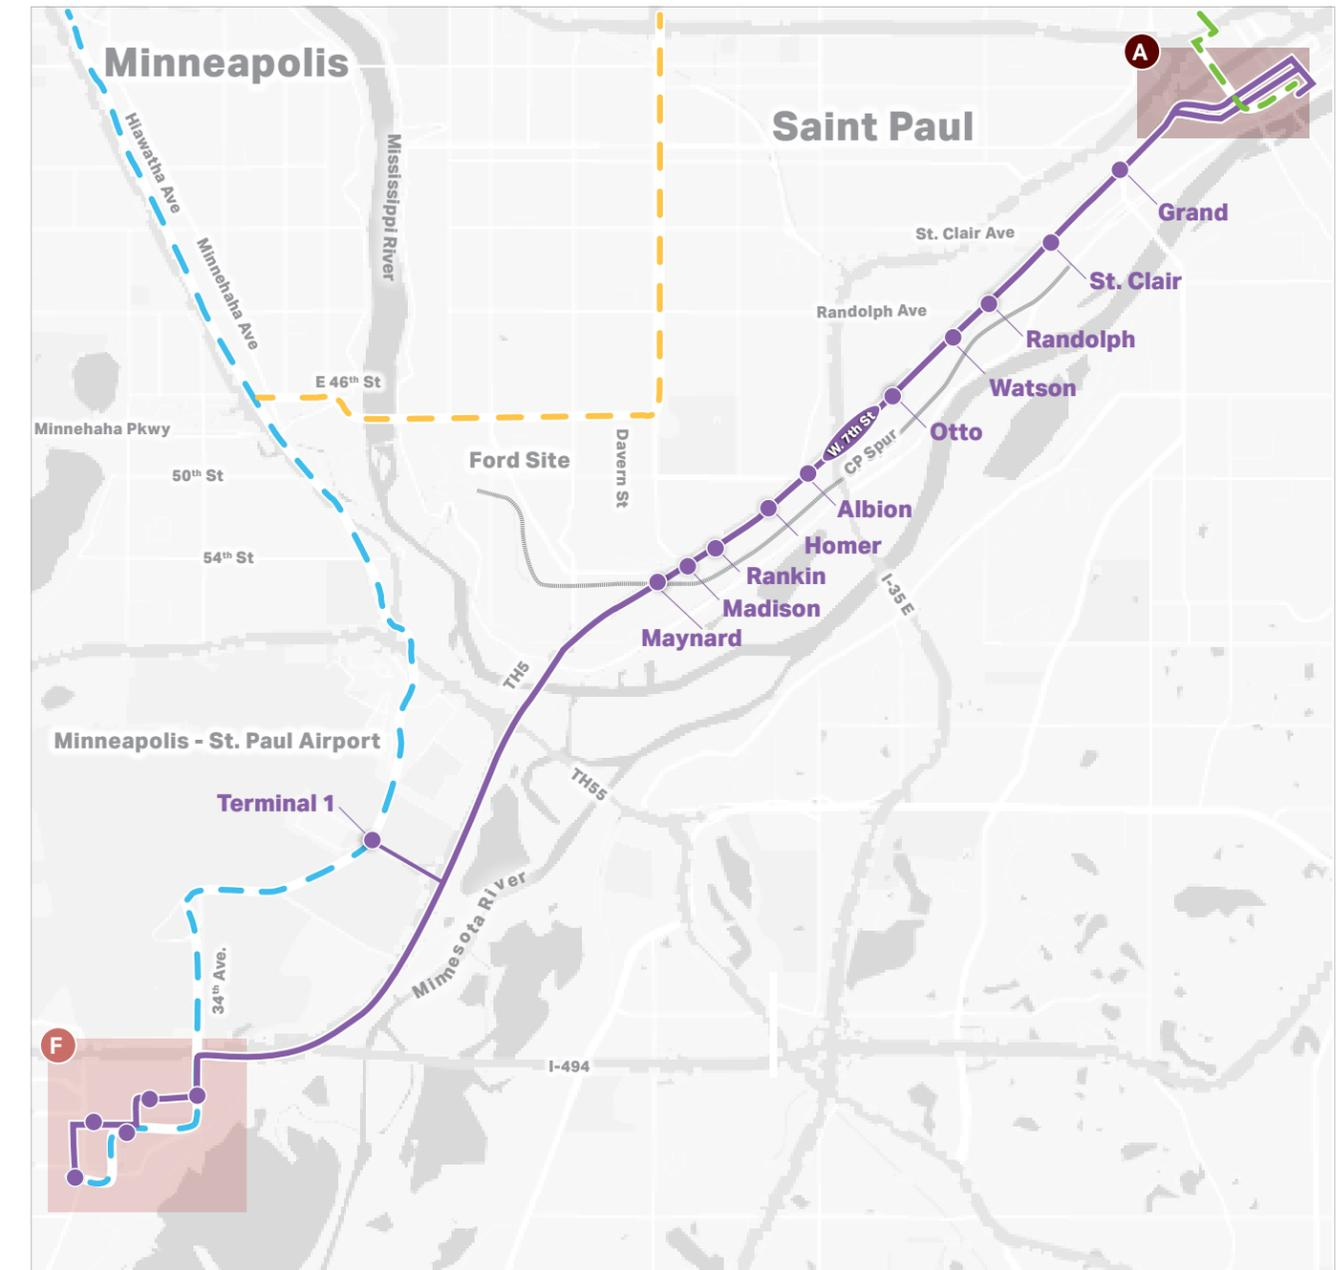 A
Minneapolis
Saint Paul
Hiawatha Ave
Mississippi River
Grand
St. Clair Ave
Minnehaha Ave
St. Clair
Randolph Ave
Randolph
E 46th St
Watson
Minnehaha Pkwy
W. 7th St
Otto
CP Spur
Ford Site
Davern St
50th St
Albion
Homer
54th St
Rankin
I-35 E
Madison
Maynard
TH5
Minneapolis - St. Paul Airport
TH55
Terminal 1
Minnesota River
34th Ave.
F
I-494